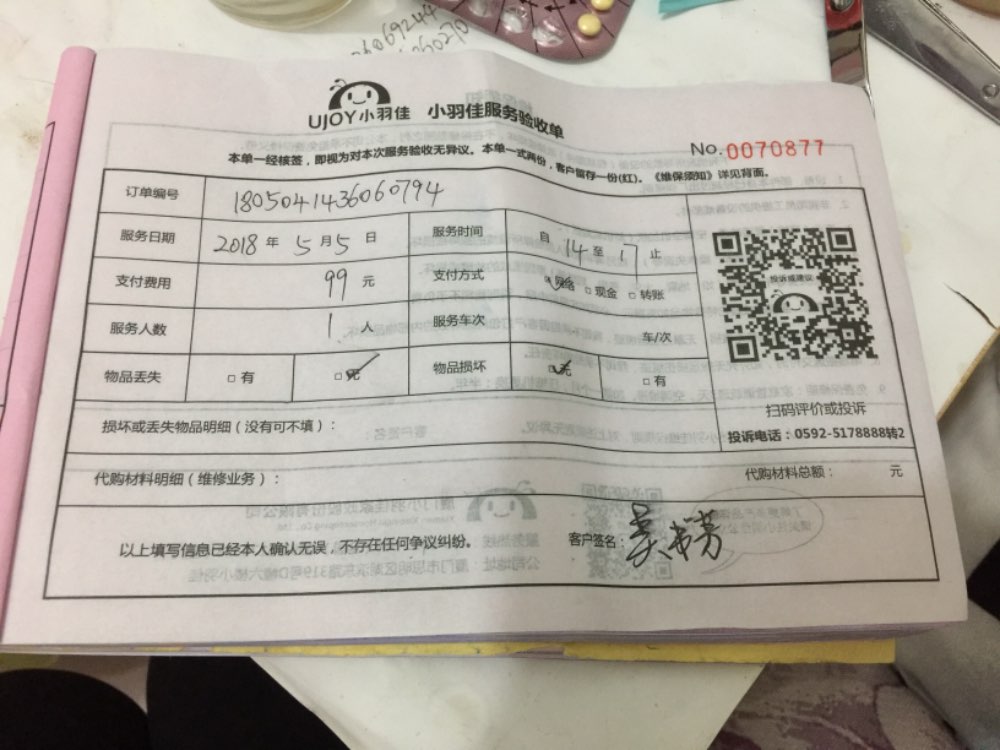 06069244
UJOY小羽佳 小羽佳服务验收单
No.0070877
本单一经核签，即视为对本次服务验收无异议。本单一式两份，客户留存一份(红)。《维保须知》详见背面。
订单编号 1805041436060794
服务日期 2018 年 5 月 5 日 服务时间 自 14 至 17 止
支付费用 99 元 支付方式 网络 □ 现金 □ 转账
投诉或建议
服务人数 1 人 服务车次 车/次
物品丢失 □ 有 □ 无 物品损坏 □ 无 □ 有
扫码评价或投诉
损坏或丢失物品明细（没有可不填）：
投诉电话：0592-5178888转2
代购材料明细（维修业务）： 代购材料总额： 元
以上填写信息已经本人确认无误，不存在任何争议纠纷。 客户签名：